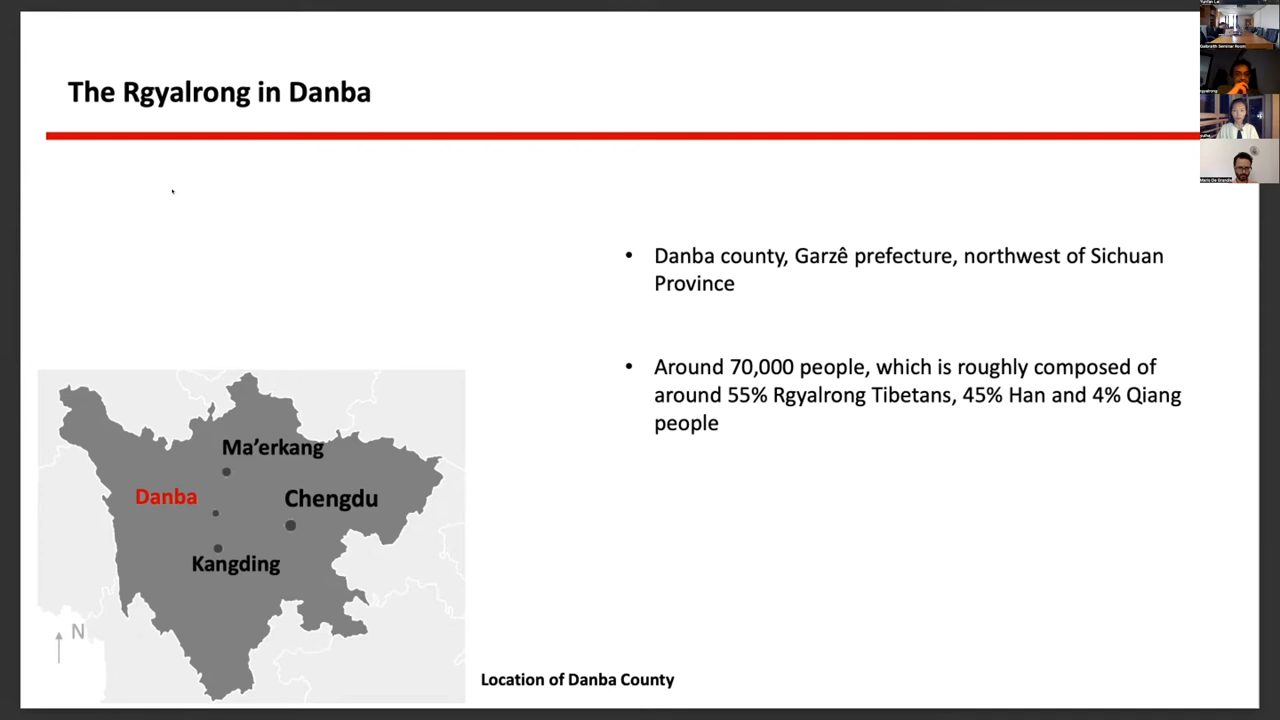 The Rgyalrong in Danba
• Danba county, Garzê prefecture, northwest of Sichuan
Province
• Around 70,000 people, which is roughly composed of
around 55% Rgyalrong Tibetans, 45% Han and 4% Qiang
people
Ma’erkang
Danba
Chengdu
Kangding
N
Location of Danba County